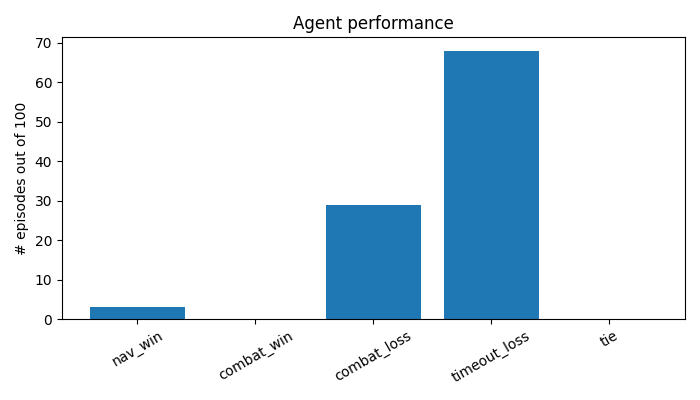 Agent performance
# episodes out of 100
70
60
50
40
30
20
10
0
nav_win
combat_win
combat_loss
timeout_loss
tie